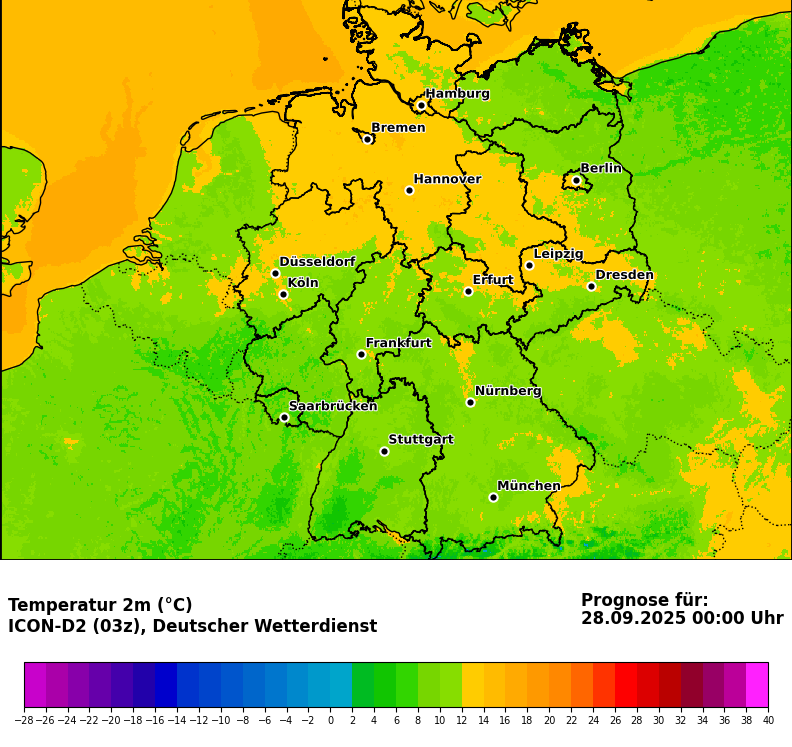 Hamburg
Bremen
Berlin
Hannover
Leipzig
Düsseldorf
Dresden
Erfurt
Köln
Frankfurt
Nürnberg
Saarbrücken
Stuttgart
München
Temperatur 2m (°C)
ICON-D2 (03z), Deutscher Wetterdienst
Prognose für:
28.09.2025 00:00 Uhr
−28 −26 −24 −22 −20 −18 −16 −14 −12 −10 −8 −6 −4 −2 0 2 4 6 8 10 12 14 16 18 20 22 24 26 28 30 32 34 36 38 40